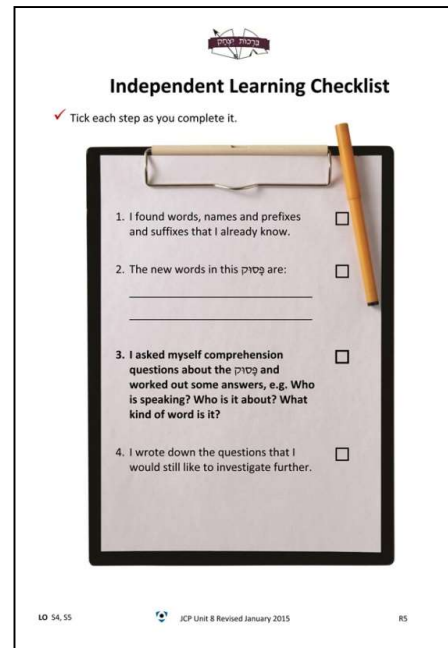 ברכות יצחק
Independent Learning Checklist
✓ Tick each step as you complete it.
1. I found words, names and prefixes
and suffixes that I already know.
2. The new words in this פָּסוּק are:
3. I asked myself comprehension
questions about the פָּסוּק and
worked out some answers, e.g. Who
is speaking? Who is it about? What
kind of word is it?
4. I wrote down the questions that I
would still like to investigate further.
LO 54, 55 JCP Unit 8 Revised January 2015 R5